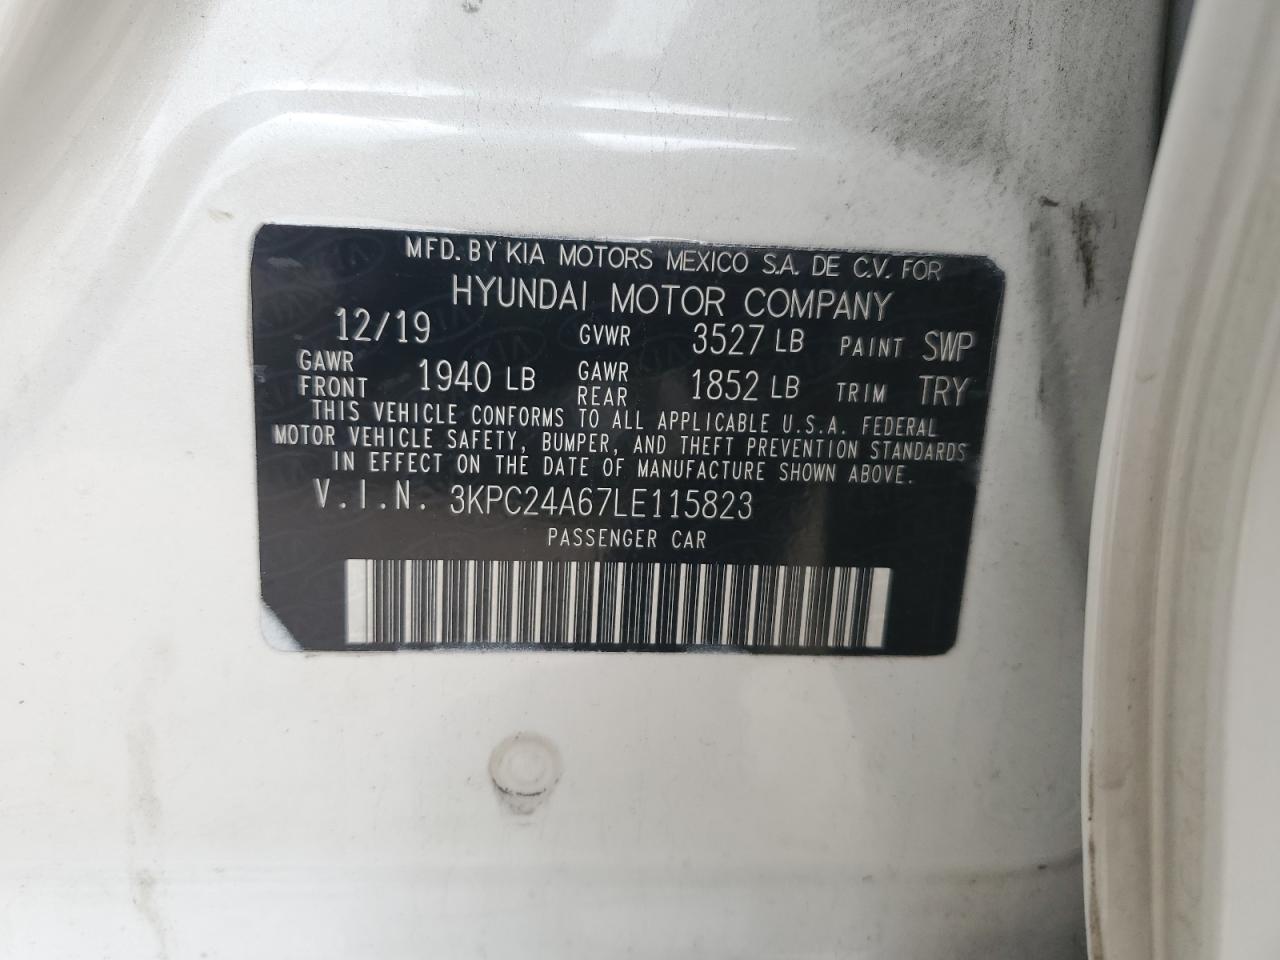 MFD. BY KIA MOTORS MEXICO S.A. DE C.V. FOR
HYUNDAI MOTOR COMPANY
12/19 GVWR 3527 LB PAINT SWP
GAWR FRONT 1940 LB GAWR REAR 1852 LB TRIM TRY
THIS VEHICLE CONFORMS TO ALL APPLICABLE U.S.A. FEDERAL
MOTOR VEHICLE SAFETY, BUMPER, AND THEFT PREVENTION STANDARDS
IN EFFECT ON THE DATE OF MANUFACTURE SHOWN ABOVE.
V.I.N. 3KPC24A67LE115823
PASSENGER CAR